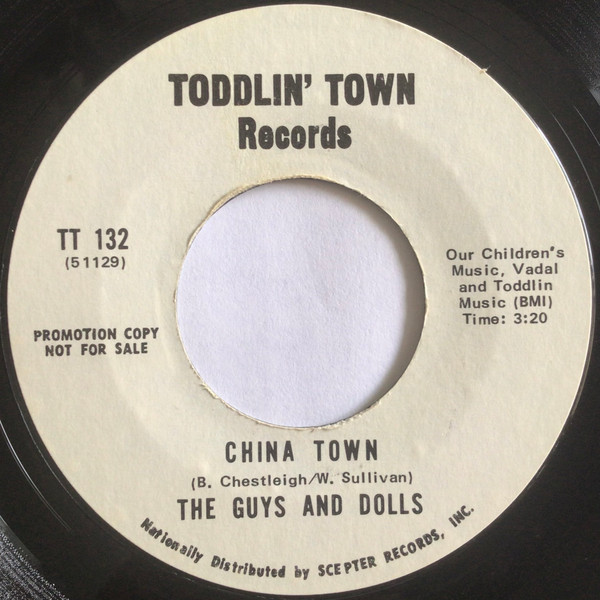 TODDLIN' TOWN
Records
TT 132
(51129)
PROMOTION COPY
NOT FOR SALE
Our Children's
Music, Vadal
and Toddlin
Music (BMI)
Time: 3:20
CHINA TOWN
(B. Chestleigh/W. Sullivan)
THE GUYS AND DOLLS
Nationally Distributed by SCEPTER RECORDS, INC.